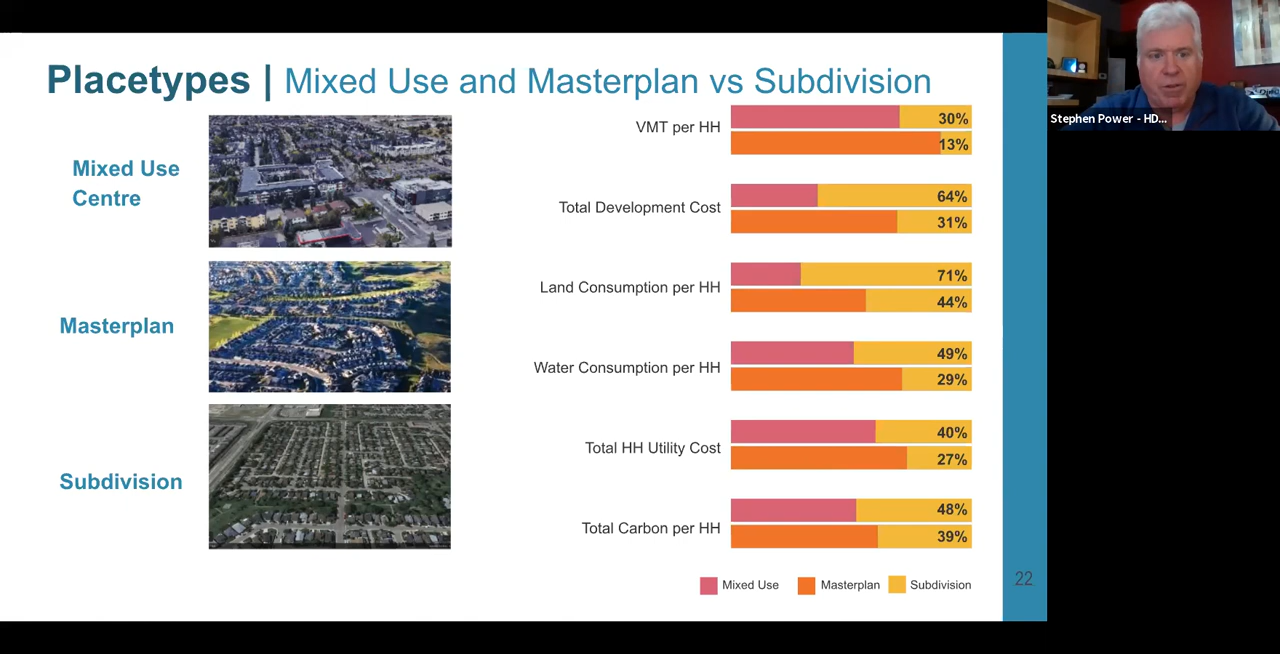 Placetypes | Mixed Use and Masterplan vs Subdivision
Mixed Use
Centre
Masterplan
Subdivision
VMT per HH
30%
13%
Total Development Cost
64%
31%
Land Consumption per HH
71%
44%
Water Consumption per HH
49%
29%
Total HH Utility Cost
40%
27%
Total Carbon per HH
48%
39%
Mixed Use
Masterplan
Subdivision
22
Stephen Power - HD...